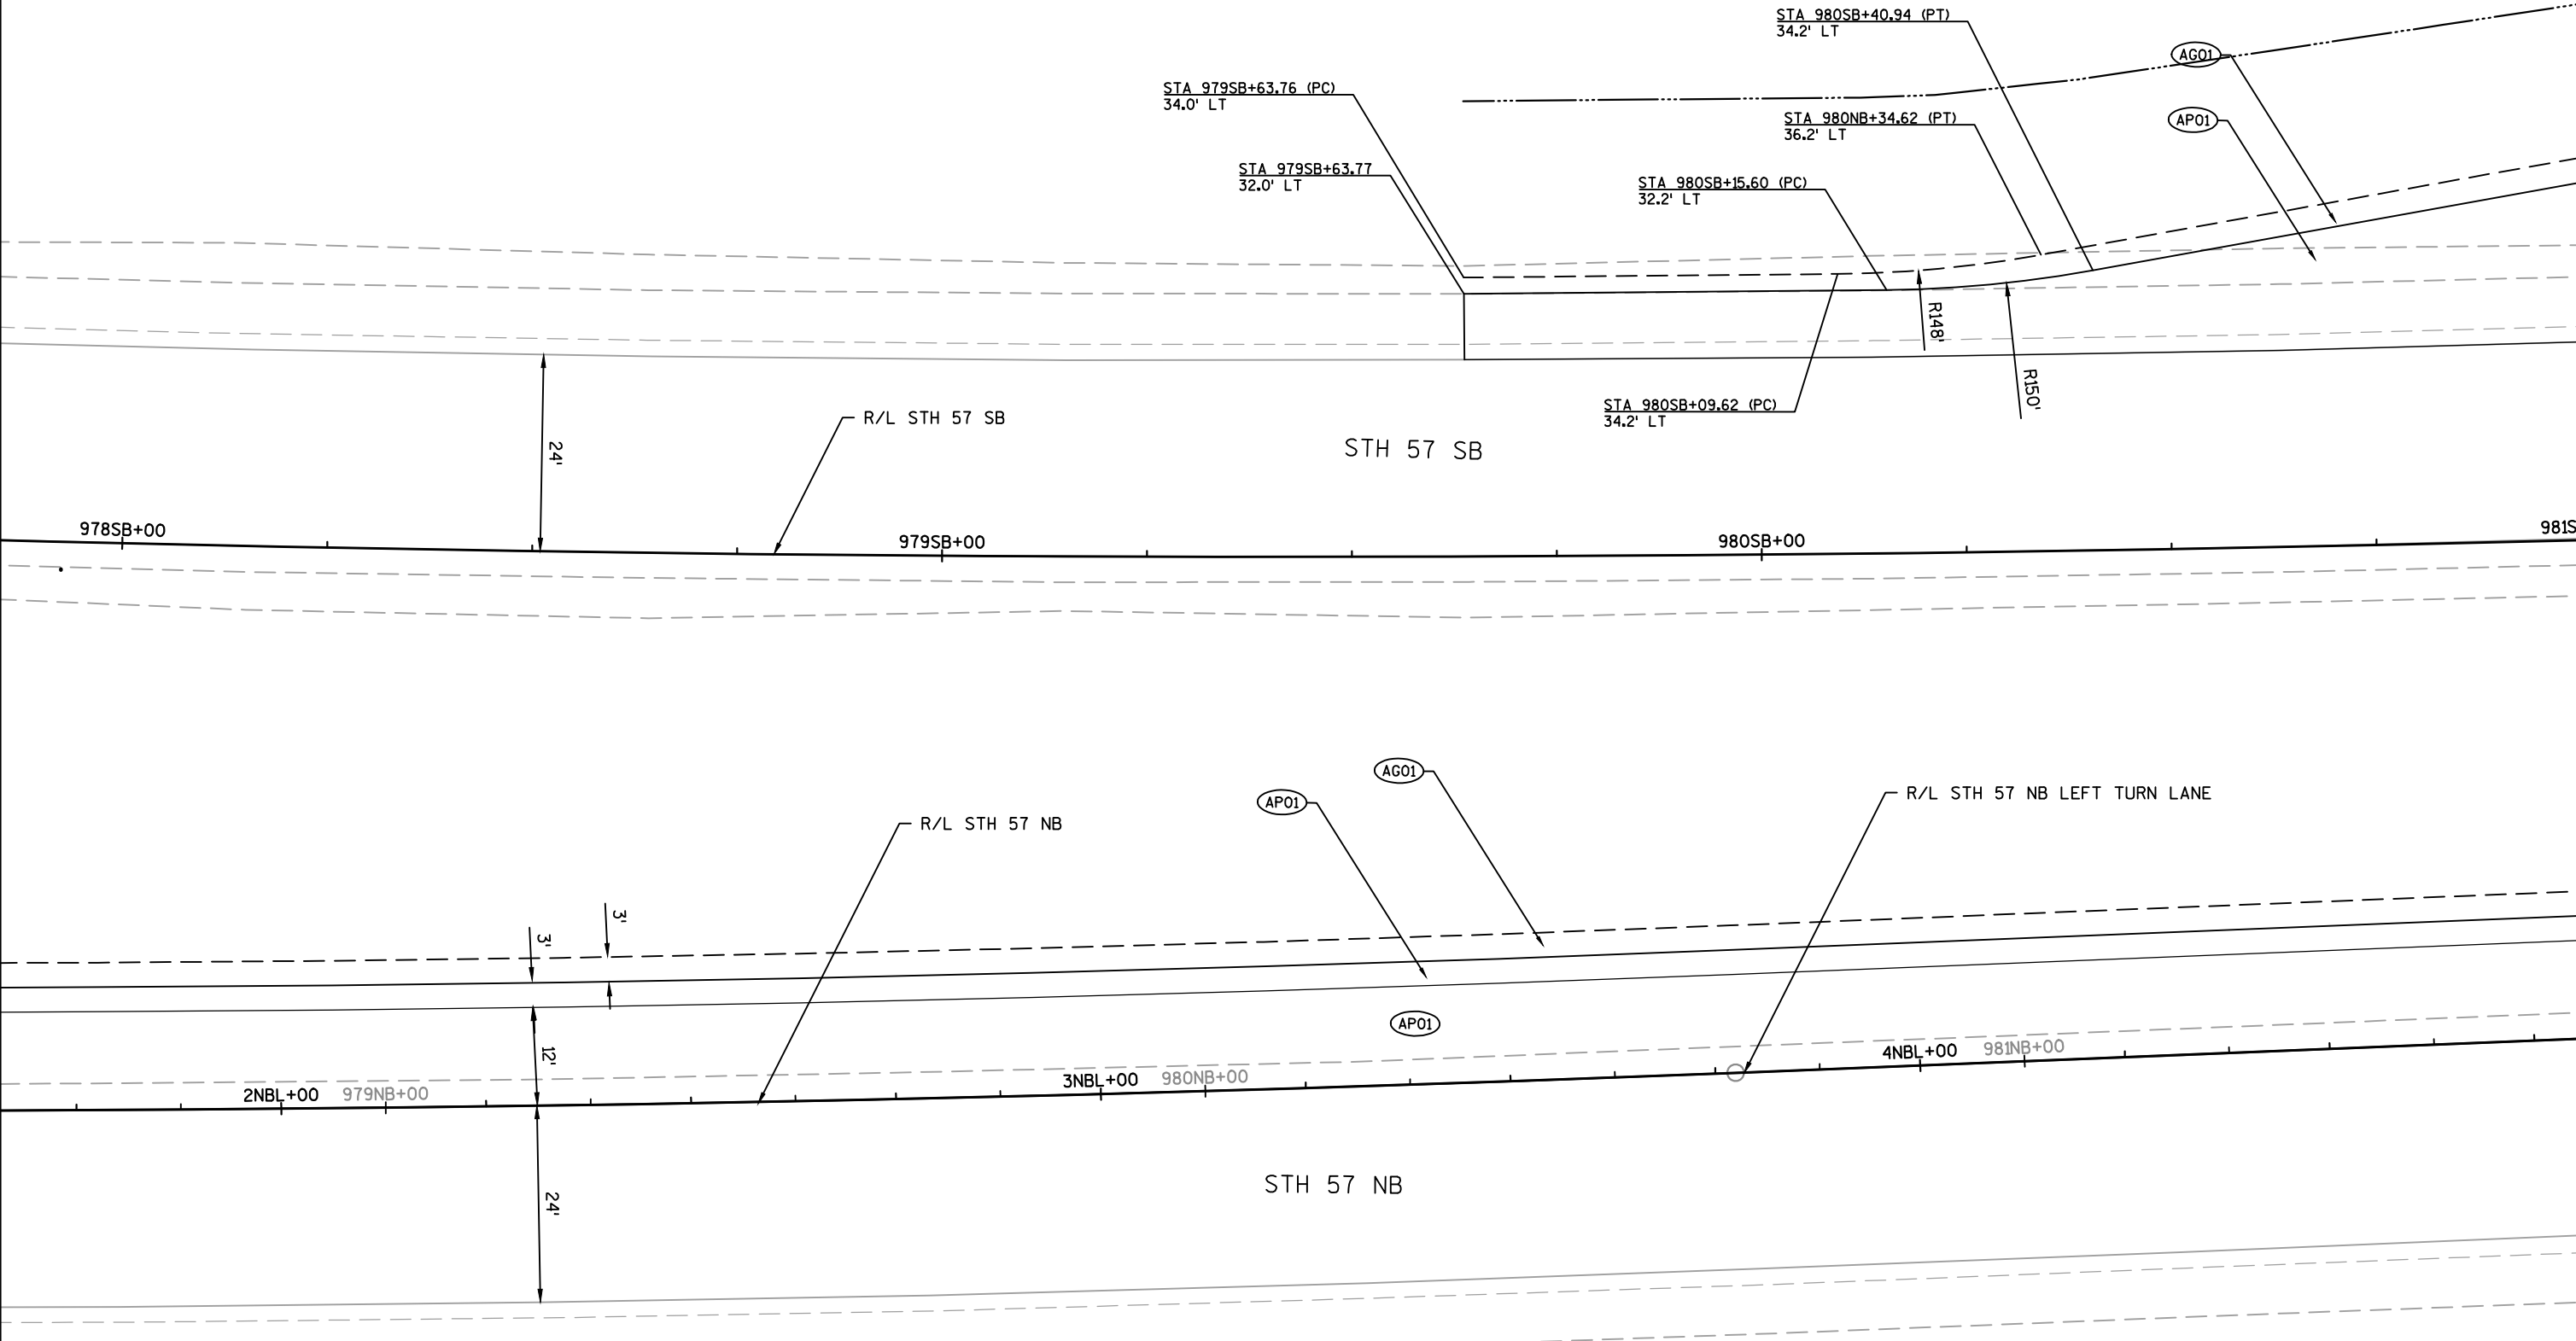 STA 980SB+40.94 (PT)
34.2' LT
AG01
STA 979SB+63.76 (PC)
34.0' LT
STA 980NB+34.62 (PT)
36.2' LT
AP01
STA 979SB+63.77
32.0' LT
STA 980SB+15.60 (PC)
32.2' LT
R148'
R150'
STA 980SB+09.62 (PC)
34.2' LT
R/L STH 57 SB
24'
STH 57 SB
978SB+00
979SB+00
980SB+00
981S
AG01
AP01
R/L STH 57 NB LEFT TURN LANE
R/L STH 57 NB
3'
3'
AP01
12'
2NBL+00
979NB+00
3NBL+00
980NB+00
4NBL+00
981NB+00
24'
STH 57 NB